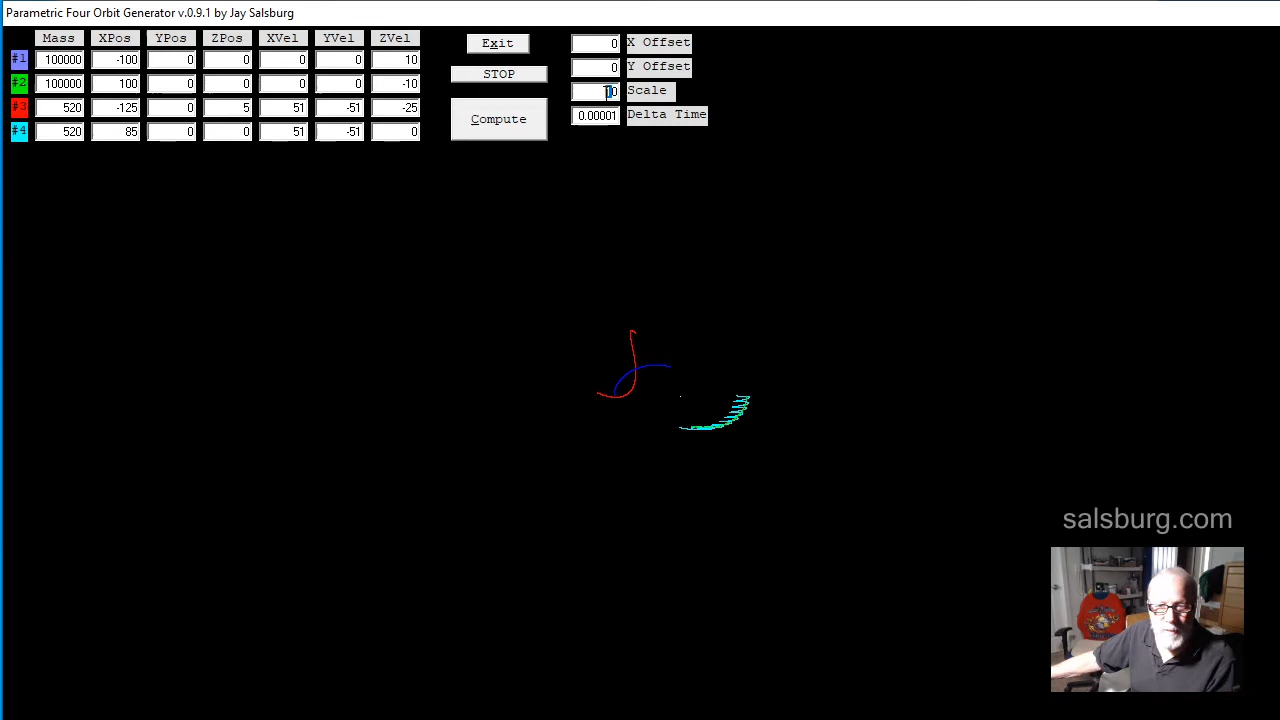 Parametric Four Orbit Generator v.0.9.1 by Jay Salsburg
Mass XPos YPos ZPos XVel YVel ZVel
#1 100000 -100 0 0 0 0 10
#2 100000 100 0 0 0 0 -10
#3 520 -125 0 5 51 -51 -25
#4 520 85 0 0 51 -51 0
Exit
STOP
Compute
0 X Offset
0 Y Offset
Scale
0.00001 Delta Time
salsburg.com